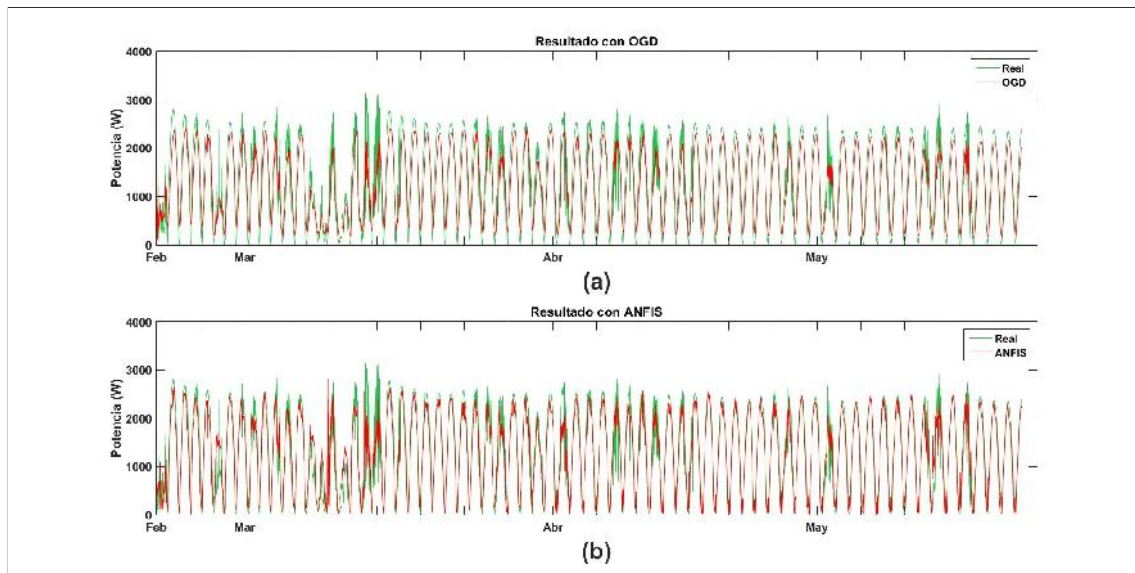 Resultado con OGD
4000
3000
2000
1000
0
Potencia (W)
Real
OGD
Feb Mar Abr May
(a)
Resultado con ANFIS
4000
3000
2000
1000
0
Potencia (W)
Real
ANFIS
Feb Mar Abr May
(b)